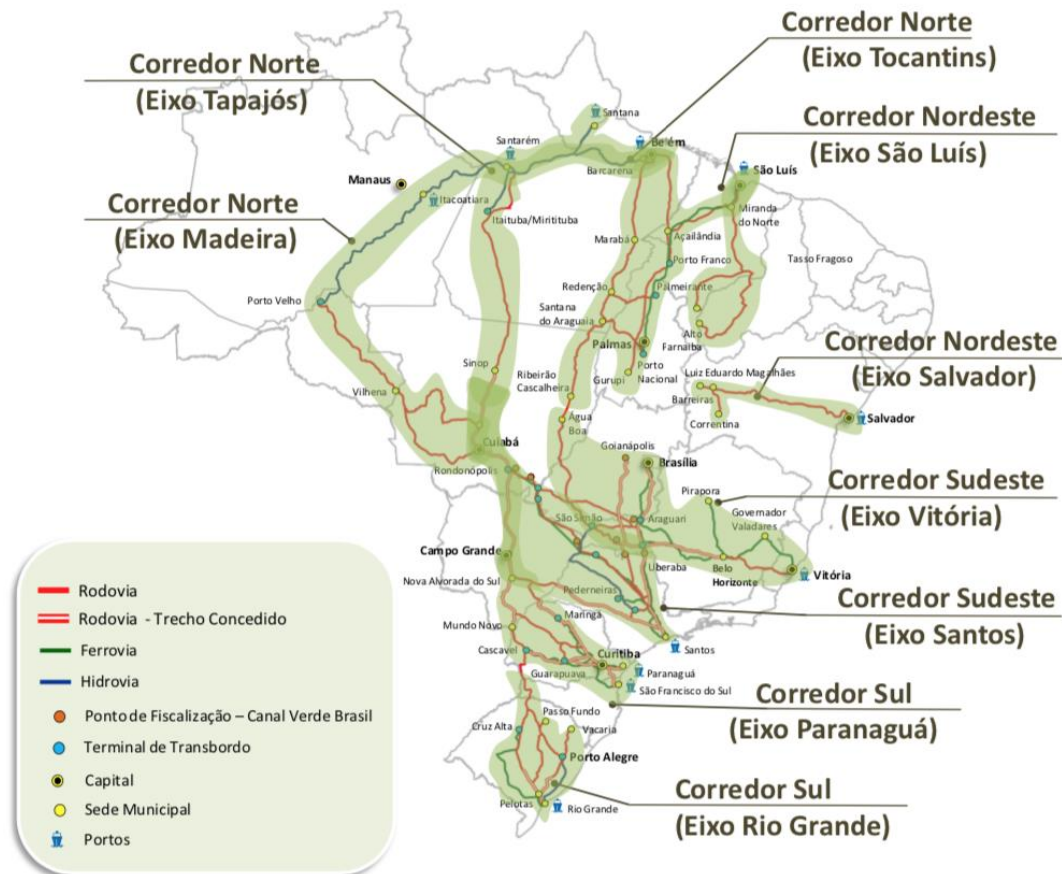 Corredor Norte
(Eixo Tocantins)
Corredor Norte
(Eixo Tapajós)
Corredor Nordeste
(Eixo São Luís)
Corredor Norte
(Eixo Madeira)
Corredor Nordeste
(Eixo Salvador)
Corredor Sudeste
(Eixo Vitória)
Corredor Sudeste
(Eixo Santos)
Corredor Sul
(Eixo Paranaguá)
Corredor Sul
(Eixo Rio Grande)
Santana
Santarém
Belém
Barcarena
São Luís
Manaus
Itacoatiara
Itaituba/Miritituba
Miranda
do Norte
Marabá
Açailândia
Porto Franco
Tasso Fragoso
Porto Velho
Redenção
Palmeirante
Santana
do Araguaia
Alto
Farnaiba
Palmas
Porto
Nacional
Sinop
Ribeirão
Cascalheira
Gurupi
Luiz Eduardo Magalhães
Barreiras
Correntina
Salvador
Vilhena
Água
Boa
Cuiabá
Goianápolis
Brasília
Rondonópolis
Pirapora
São Simão
Araguari
Governador
Valadares
Campo Grande
Uberaba
Belo
Horizonte
Vitória
Nova Alvorada do Sul
Pederneiras
Maringá
Mundo Novo
Santos
Cascavel
Curitiba
Guarapuava
Paranaguá
São Francisco do Sul
Passo Fundo
Cruz Alta
Vacaria
Porto Alegre
Pelotas
Rio Grande
Rodovia
Rodovia - Trecho Concedido
Ferrovia
Hidrovia
Ponto de Fiscalização – Canal Verde Brasil
Terminal de Transbordo
Capital
Sede Municipal
Portos